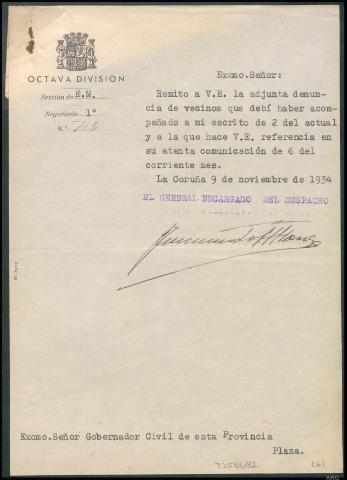 OCTAVA DIVISION
Sección de E.M.
Negociado 1º
N.º
Excmo.Señor:
Remito a V.E. la adjunta denun-
cia de vecinos que debí haber acom-
pañado a mi escrito de 2 del actual
y a la que hace V.E, referencia en
su atenta comunicación de 6 del
corriente mes.
La Coruña 9 de noviembre de 1934
EL GENERAL ENCARGADO DEL DESPACHO
Excmo.Señor Gobernador Civil de esta Provincia
Plaza.
32583/32 (6)